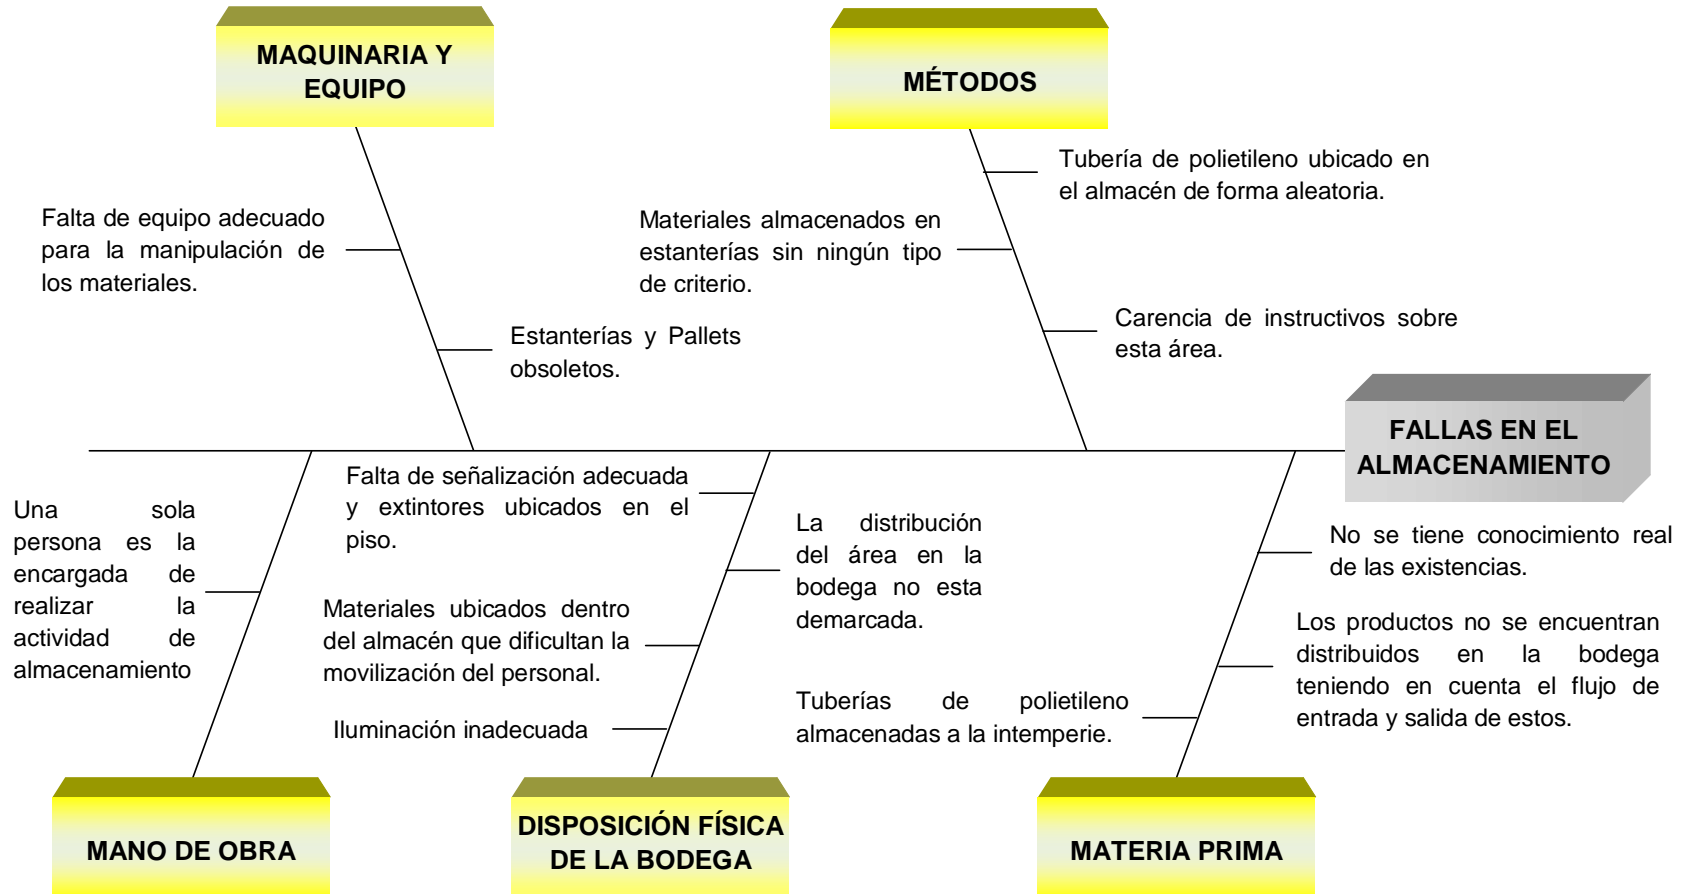 MAQUINARIA Y
EQUIPO
MÉTODOS
Tubería de polietileno ubicado en
el almacén de forma aleatoria.
Falta de equipo adecuado
para la manipulación de
los materiales.
Materiales almacenados en
estanterías sin ningún tipo
de criterio.
Estanterías y Pallets
obsoletos.
Carencia de instructivos sobre
esta área.
FALLAS EN EL
ALMACENAMIENTO
Una sola
persona es la
encargada de
realizar la
actividad de
almacenamiento
Falta de señalización adecuada
y extintores ubicados en el
piso.
La distribución
del área en la
bodega no esta
demarcada.
Materiales ubicados dentro
del almacén que dificultan la
movilización del personal.
Iluminación inadecuada
No se tiene conocimiento real
de las existencias.
Los productos no se encuentran
distribuidos en la bodega
teniendo en cuenta el flujo de
entrada y salida de estos.
Tuberías de polietileno
almacenadas a la intemperie.
MANO DE OBRA
DISPOSICIÓN FÍSICA
DE LA BODEGA
MATERIA PRIMA